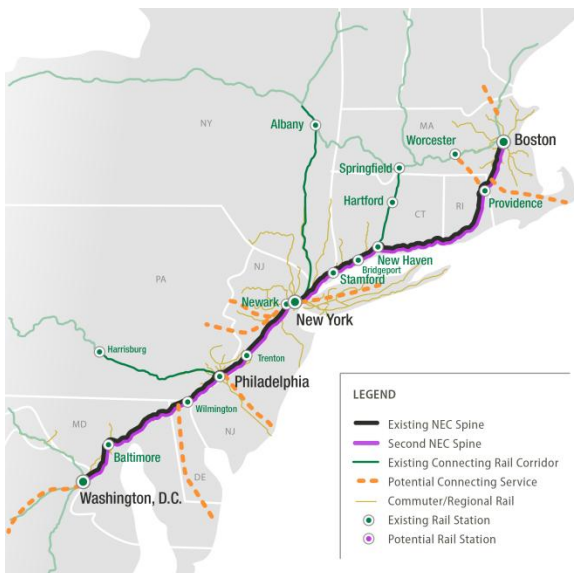 NY
Albany
MA
Worcester
Boston
Springfield
Hartford
CT
RI
Providence
New Haven
Bridgeport
Stamford
NJ
PA
Newark
New York
Harrisburg
Trenton
Philadelphia
Wilmington
MD
NJ
Baltimore
DE
Washington, D.C.
LEGEND
Existing NEC Spine
Second NEC Spine
Existing Connecting Rail Corridor
Potential Connecting Service
Commuter/Regional Rail
Existing Rail Station
Potential Rail Station